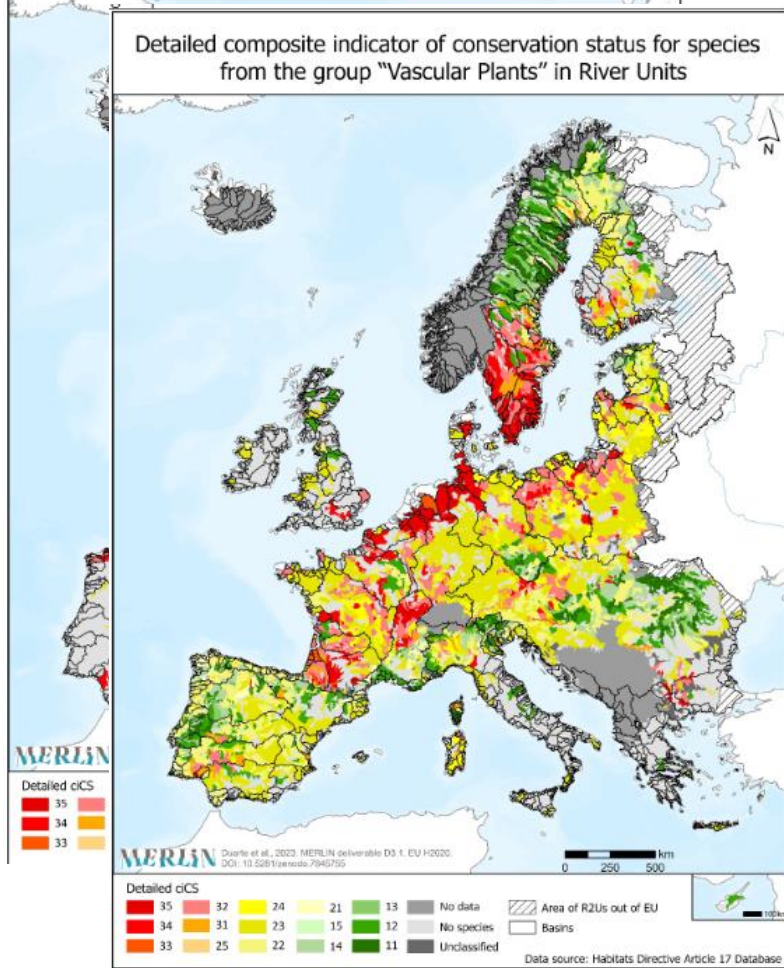 Detailed composite indicator of conservation status for species
from the group "Vascular Plants" in River Units
N
MERLIN
Duarte et al., 2023. MERLIN deliverable D3.1. EU H2020.
km
0 250 500
Detailed ciCS
35 32 24 21 13 No data Area of R2Us out of EU
34 31 23 15 12 No species Basins
33 25 22 14 11 Unclassified
Data source: Habitats Directive Article 17 Database
MERLIN
Detailed ciCS
35
34
33